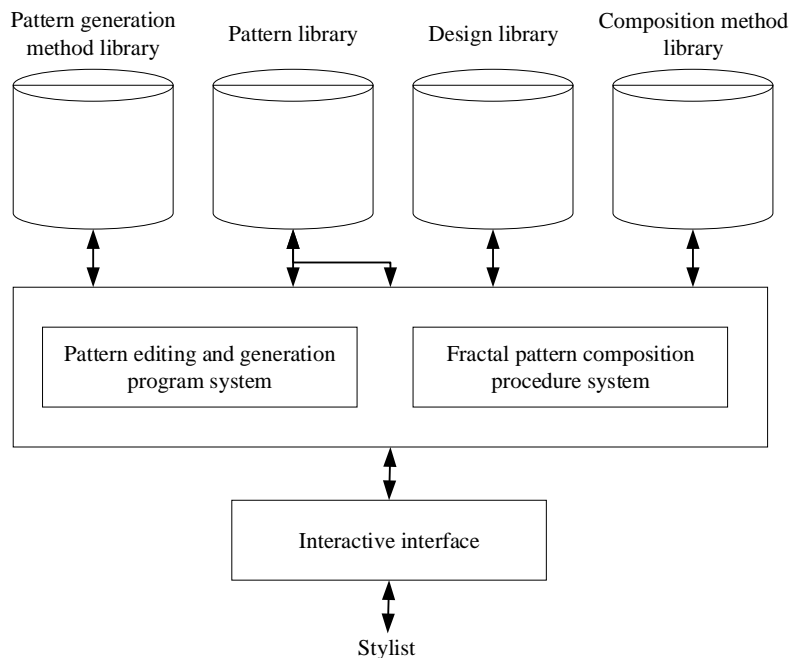 Pattern generation
method library
Pattern library
Design library
Composition method
library
Pattern editing and generation
program system
Fractal pattern composition
procedure system
Interactive interface
Stylist